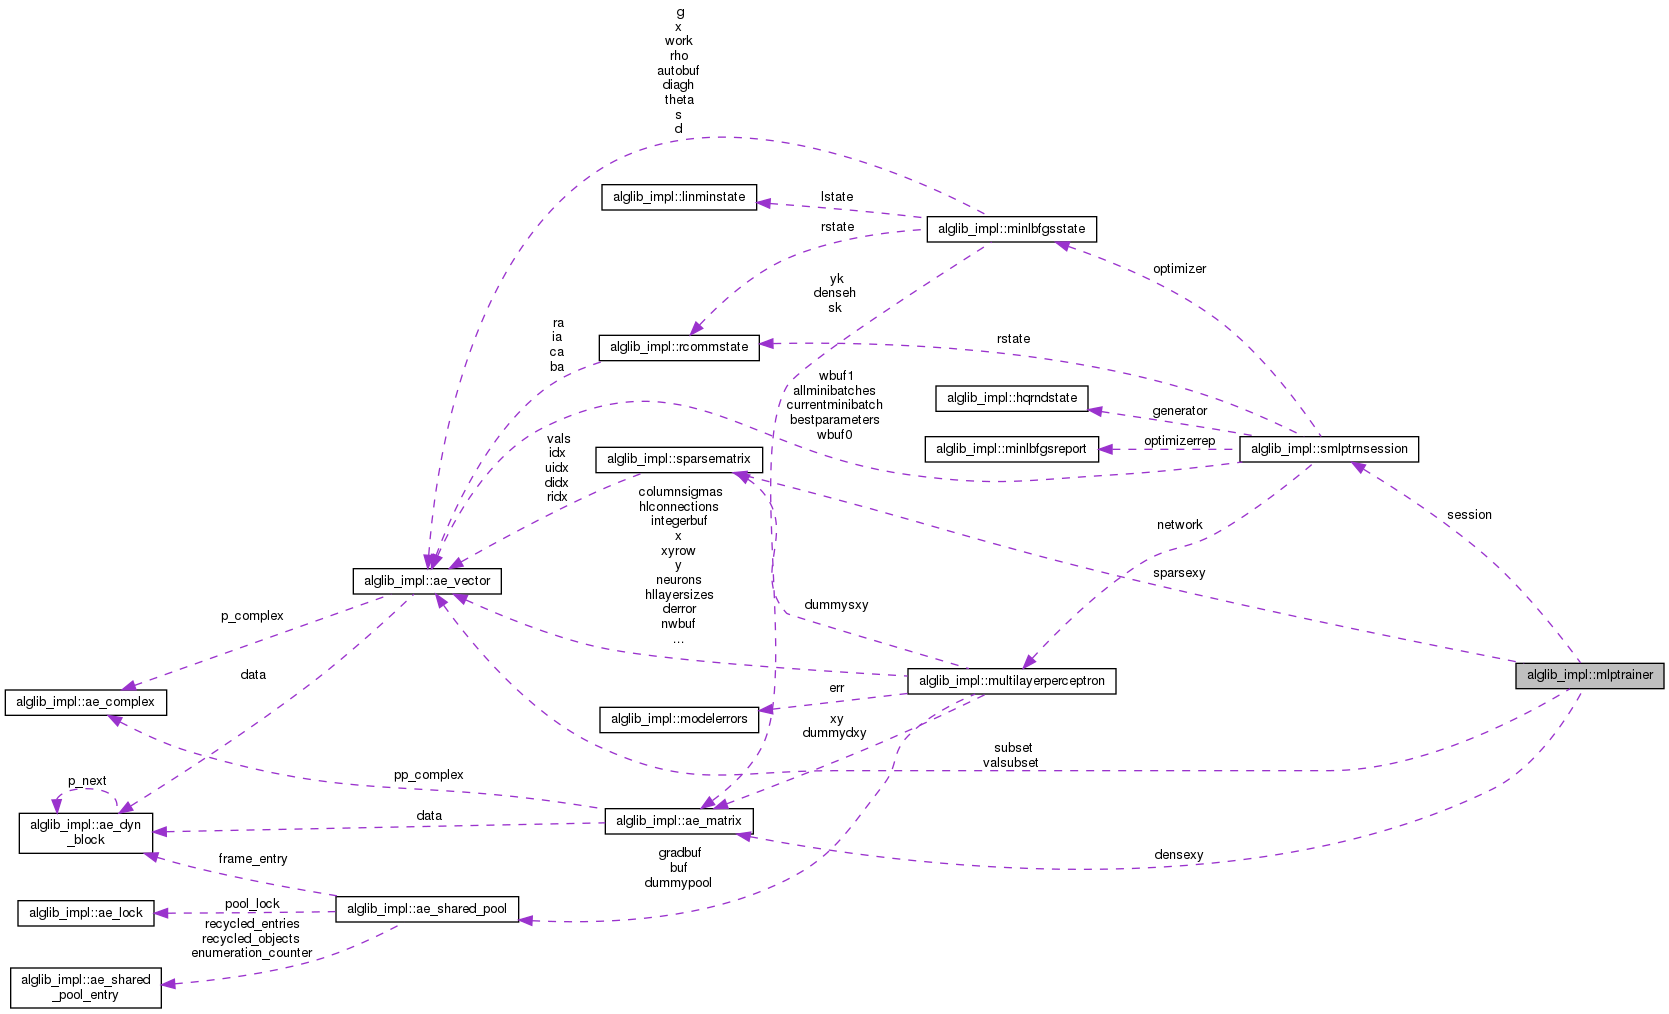 g
x
work
rho
autobuf
diagh
theta
s
d
alglib_impl::linminstate
lstate
rstate
alglib_impl::minlbfgsstate
optimizer
yk
denseh
sk
ra
ia
ca
ba
alglib_impl::rcommstate
rstate
wbuf1
allminibatches
currentminibatch
bestparameters
wbuf0
alglib_impl::hqrndstate
generator
alglib_impl::minlbfgsreport
optimizerrep
alglib_impl::smlptrnsession
vals
idx
uidx
didx
ridx
alglib_impl::sparsematrix
columnsigmas
hlconnections
integerbuf
x
xyrow
y
neurons
hllayersizes
derror
nwbuf
...
session
network
sparsexy
alglib_impl::ae_vector
p_complex
data
dummysxy
alglib_impl::multilayerperceptron
alglib_impl::mlptrainer
alglib_impl::ae_complex
err
alglib_impl::modelerrors
xy
dummydxy
subset
valsubset
p_next
pp_complex
alglib_impl::ae_dyn
_block
data
alglib_impl::ae_matrix
frame_entry
gradbuf
buf
dummypool
densexy
alglib_impl::ae_lock
pool_lock
alglib_impl::ae_shared_pool
recycled_entries
recycled_objects
enumeration_counter
alglib_impl::ae_shared
_pool_entry